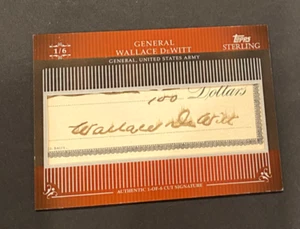 GENERAL
1/6
WALLACE DeWITT
Topps
STERLING
GENERAL, UNITED STATES ARMY
100 Dollars
Wallace DeWitt
AUTHENTIC 1-OF-6 CUT SIGNATURE